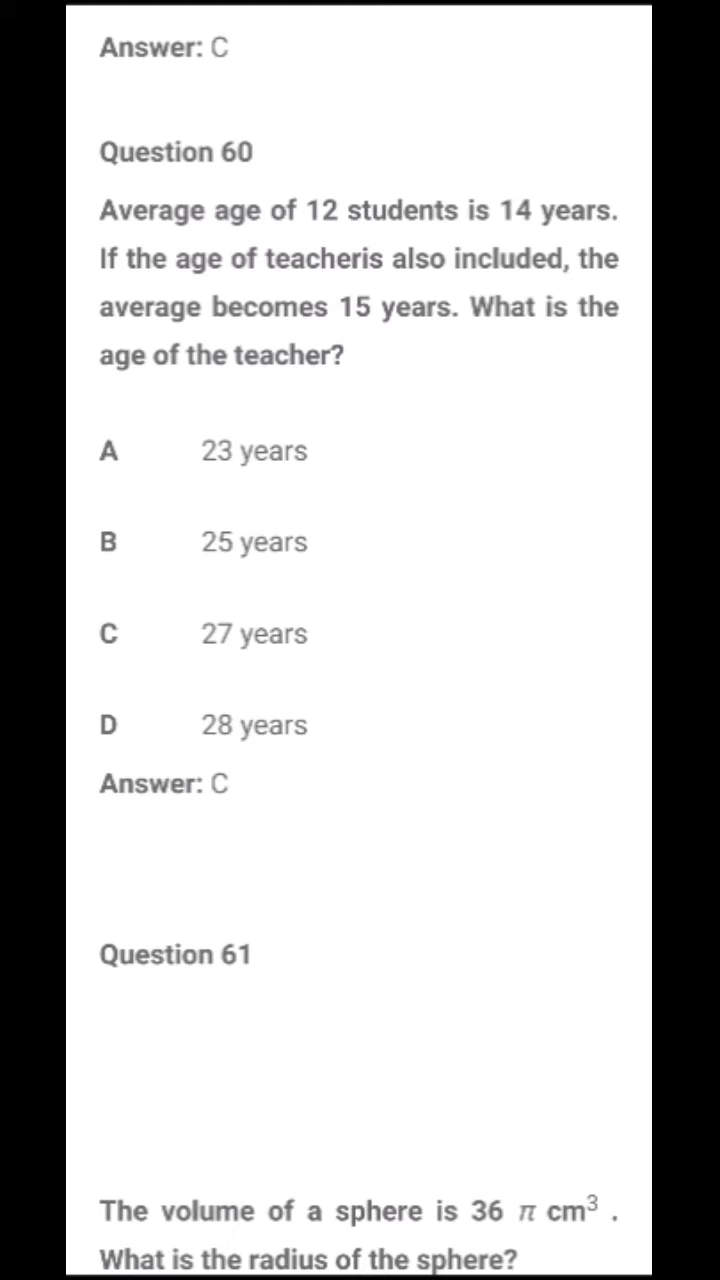 Answer: C
Question 60
Average age of 12 students is 14 years.
If the age of teacheris also included, the
average becomes 15 years. What is the
age of the teacher?
A 23 years
B 25 years
C 27 years
D 28 years
Answer: C
Question 61
The volume of a sphere is 36 π cm³ .
What is the radius of the sphere?